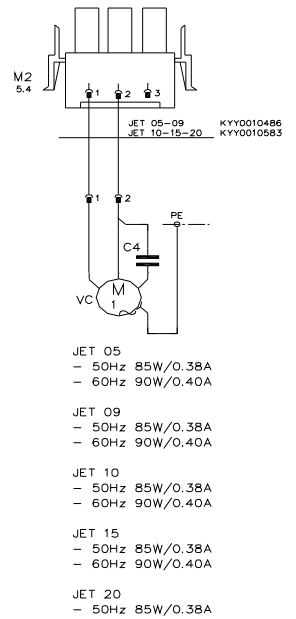 M2
5.4
1 2 3
JET 05-09 KYY0010486
JET 10-15-20 KYY0010583
1 2
PE
C4
M
VC 1
JET 05
- 50Hz 85W/0.38A
- 60Hz 90W/0.40A
JET 09
- 50Hz 85W/0.38A
- 60Hz 90W/0.40A
JET 10
- 50Hz 85W/0.38A
- 60Hz 90W/0.40A
JET 15
- 50Hz 85W/0.38A
- 60Hz 90W/0.40A
JET 20
- 50Hz 85W/0.38A